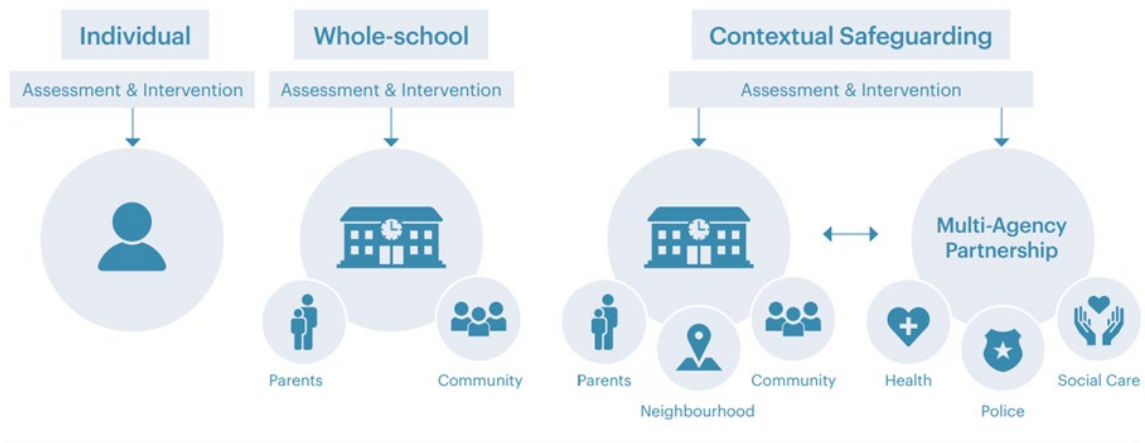 Individual
Whole-school
Contextual Safeguarding
Assessment & Intervention
Assessment & Intervention
Assessment & Intervention
Multi-Agency
Partnership
Parents
Community
Parents
Neighbourhood
Community
Health
Police
Social Care